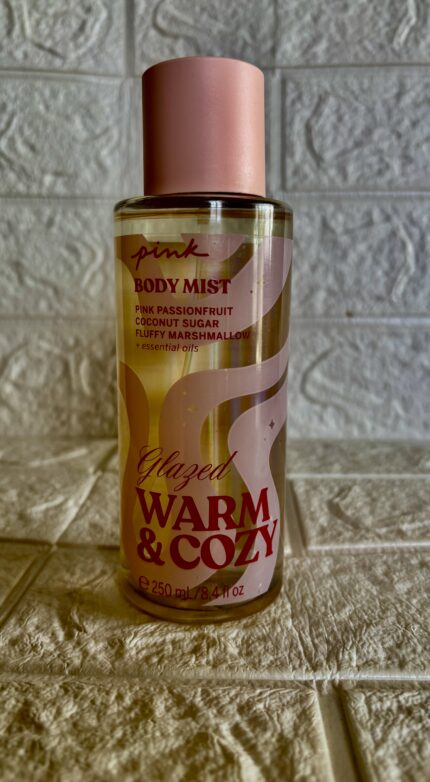 pink
BODY MIST
PINK PASSIONFRUIT
COCONUT SUGAR
FLUFFY MARSHMALLOW
+ essential oils
Glazed
WARM
& COZY
℮ 250 mL/8.4 fl oz